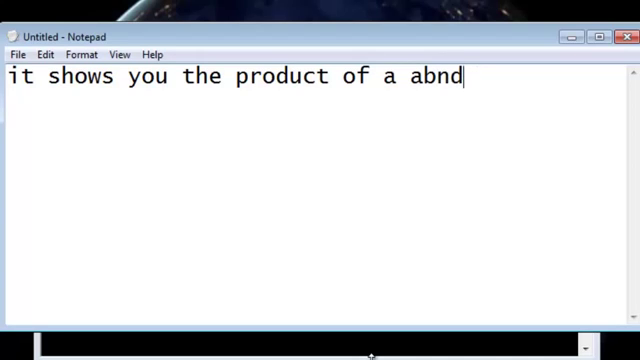 Untitled - Notepad
File Edit Format View Help
it shows you the product of a abnd